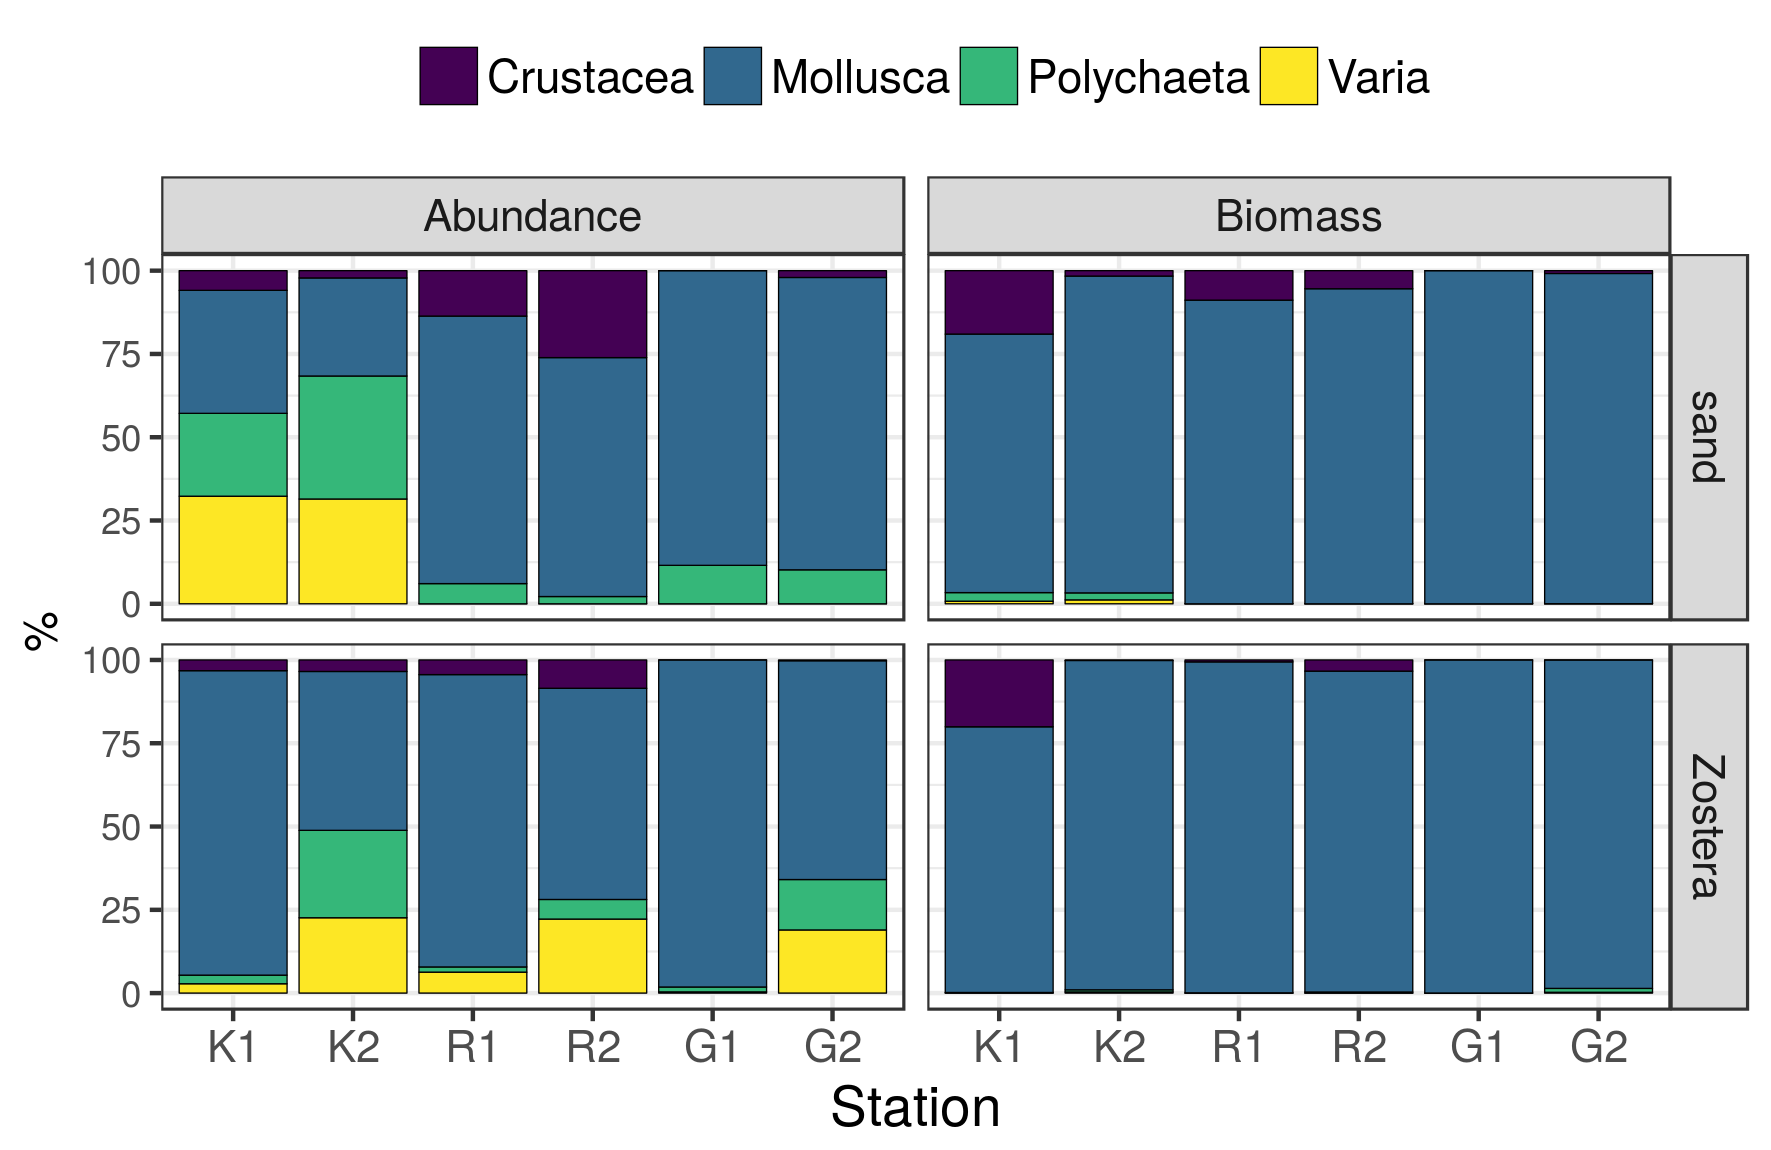 Crustacea Mollusca Polychaeta Varia
Abundance Biomass
100
75
50
25
0
sand
%
100
75
50
25
0
Zostera
K1 K2 R1 R2 G1 G2 K1 K2 R1 R2 G1 G2
Station